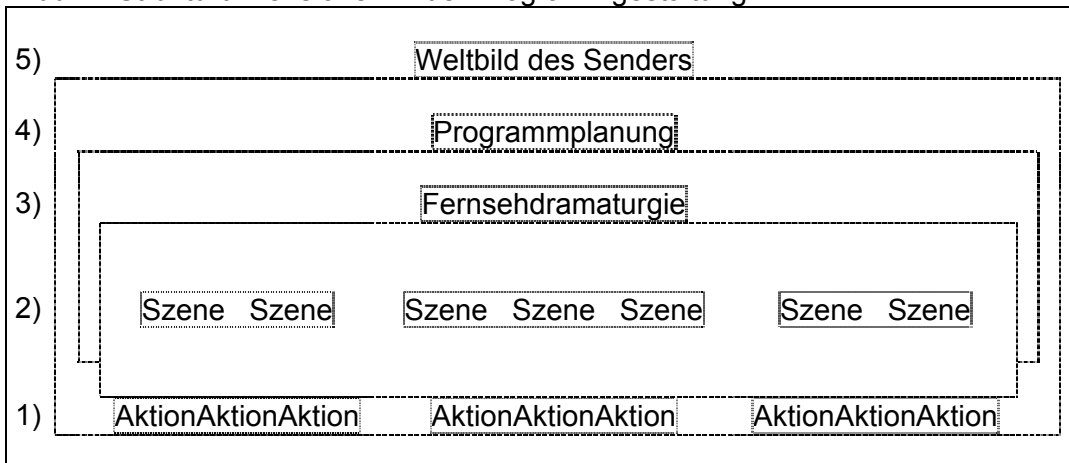 5) Weltbild des Senders
4) Programmplanung
3) Fernsehdramaturgie
2) Szene Szene Szene Szene Szene Szene Szene
1) AktionAktionAktion AktionAktionAktion AktionAktionAktion